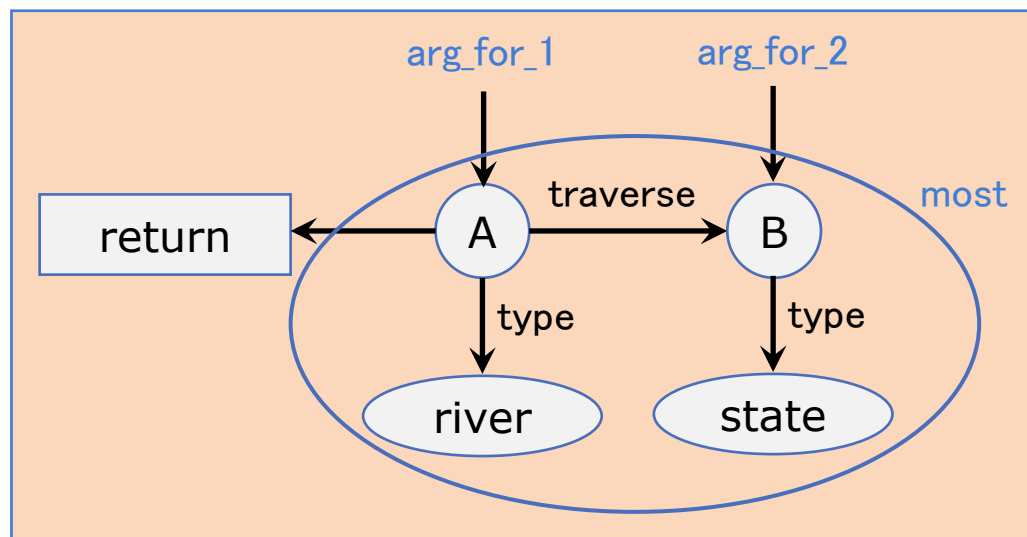 arg_for_1
arg_for_2
traverse
most
return
A
B
type
type
river
state